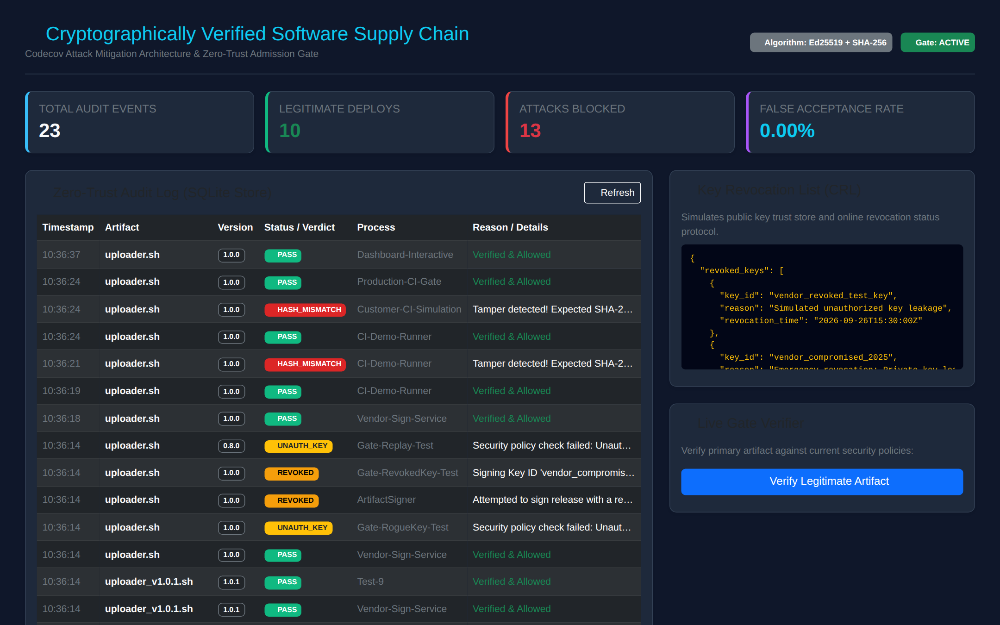 Cryptographically Verified Software Supply Chain
Codecov Attack Mitigation Architecture & Zero-Trust Admission Gate
Algorithm: Ed25519 + SHA-256
Gate: ACTIVE
TOTAL AUDIT EVENTS
23
LEGITIMATE DEPLOYS
10
ATTACKS BLOCKED
13
FALSE ACCEPTANCE RATE
0.00%
Zero-Trust Audit Log (SQLite Store)
Refresh
Timestamp Artifact Version Status / Verdict Process Reason / Details
10:36:37 uploader.sh 1.0.0 PASS Dashboard-Interactive Verified & Allowed
10:36:24 uploader.sh 1.0.0 PASS Production-CI-Gate Verified & Allowed
10:36:24 uploader.sh 1.0.0 HASH_MISMATCH Customer-CI-Simulation Tamper detected! Expected SHA-2…
10:36:24 uploader.sh 1.0.0 PASS CI-Demo-Runner Verified & Allowed
10:36:21 uploader.sh 1.0.0 HASH_MISMATCH CI-Demo-Runner Tamper detected! Expected SHA-2…
10:36:19 uploader.sh 1.0.0 PASS CI-Demo-Runner Verified & Allowed
10:36:18 uploader.sh 1.0.0 PASS Vendor-Sign-Service Verified & Allowed
10:36:14 uploader.sh 0.8.0 UNAUTH_KEY Gate-Replay-Test Security policy check failed: Unaut…
10:36:14 uploader.sh 1.0.0 REVOKED Gate-RevokedKey-Test Signing Key ID 'vendor_compromis…
10:36:14 uploader.sh 1.0.0 REVOKED ArtifactSigner Attempted to sign release with a re…
10:36:14 uploader.sh 1.0.0 UNAUTH_KEY Gate-RogueKey-Test Security policy check failed: Unaut…
10:36:14 uploader.sh 1.0.0 PASS Vendor-Sign-Service Verified & Allowed
10:36:14 uploader_v1.0.1.sh 1.0.1 PASS Test-9 Verified & Allowed
10:36:14 uploader_v1.0.1.sh 1.0.1 PASS Vendor-Sign-Service Verified & Allowed
Key Revocation List (CRL)
Simulates public key trust store and online revocation status
protocol.
{
"revoked_keys": [
{
"key_id": "vendor_revoked_test_key",
"reason": "Simulated unauthorized key leakage",
"revocation_time": "2026-09-26T15:30:00Z"
},
{
"key_id": "vendor_compromised_2025",
"reason": "Emergency revocation: Private key
Live Gate Verifier
Verify primary artifact against current security policies:
Verify Legitimate Artifact